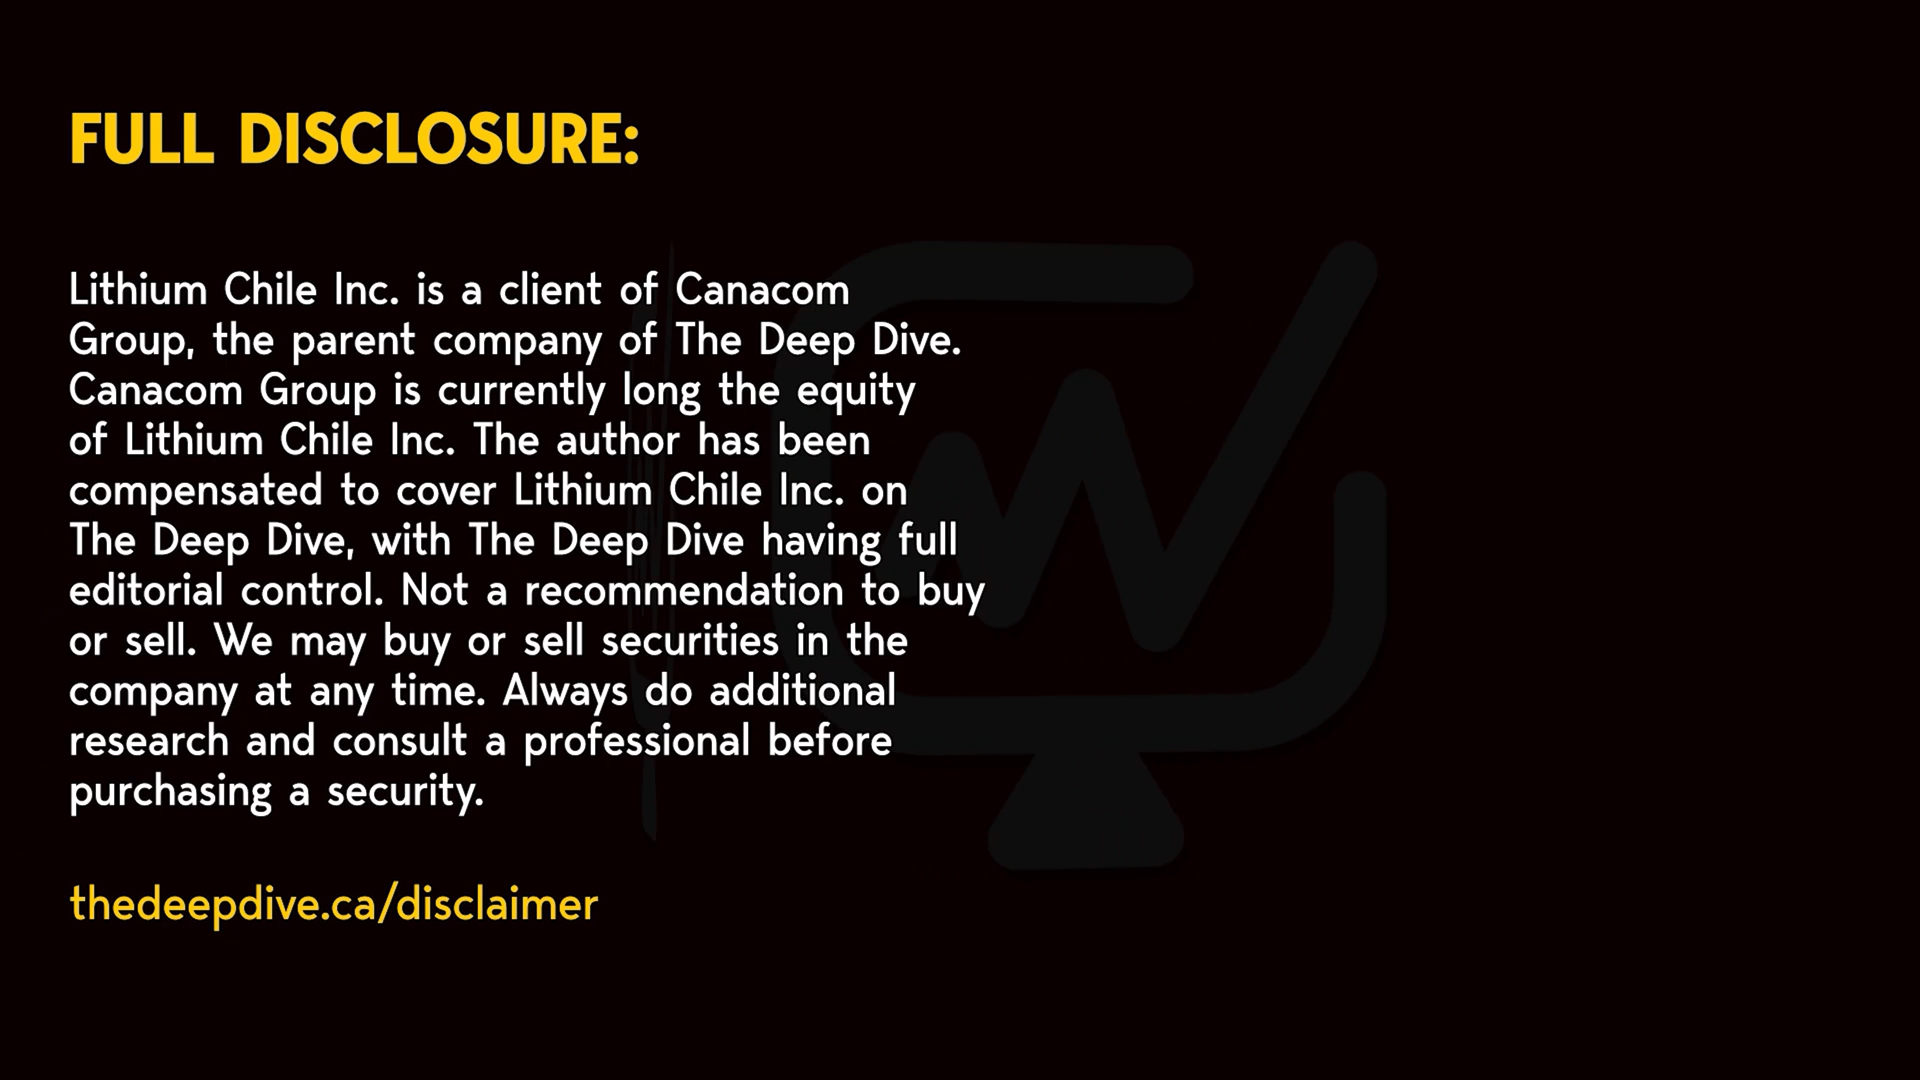 FULL DISCLOSURE:
Lithium Chile Inc. is a client of Canacom
Group, the parent company of The Deep Dive.
Canacom Group is currently long the equity
of Lithium Chile Inc. The author has been
compensated to cover Lithium Chile Inc. on
The Deep Dive, with The Deep Dive having full
editorial control. Not a recommendation to buy
or sell. We may buy or sell securities in the
company at any time. Always do additional
research and consult a professional before
purchasing a security.
thedeepdive.ca/disclaimer